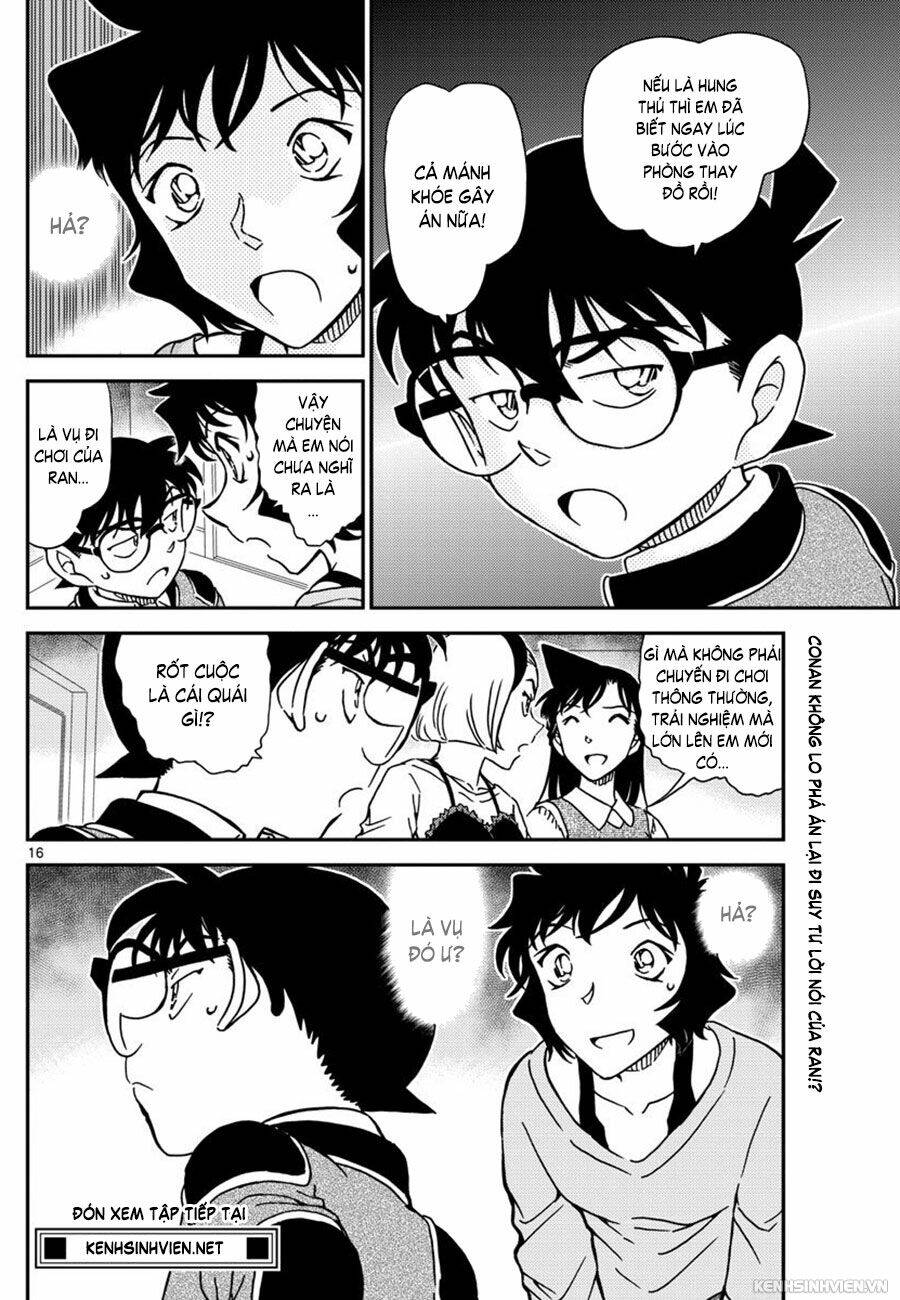 NẾU LÀ HUNG
THỦ THÌ EM ĐÃ
BIẾT NGAY LÚC
BƯỚC VÀO
PHÒNG THAY
ĐỒ RỒI!
CẢ MÁNH
KHÓE GÂY
ÁN NỮA!
HẢ?
VẬY
CHUYỆN
MÀ EM NÓI
CHƯA NGHĨ
RA LÀ
...
LÀ VỤ ĐI
CHƠI CỦA
RAN...
GÌ MÀ KHÔNG PHẢI
CHUYẾN ĐI CHƠI
THÔNG THƯỜNG,
TRẢI NGHIỆM MÀ
LỚN LÊN EM MỚI
CÓ...
RỐT CUỘC
LÀ CÁI QUÁI
GÌ!?
CONAN KHÔNG LO PHÁ ÁN LẠI ĐI SUY TƯ LỜI NÓI CỦA RAN!?
16
HẢ?
LÀ VỤ
ĐÓ Ư?
ĐÓN XEM TẬP TIẾP TẠI
KENHSINHVIEN.NET
KENHSINHVIEN.VN